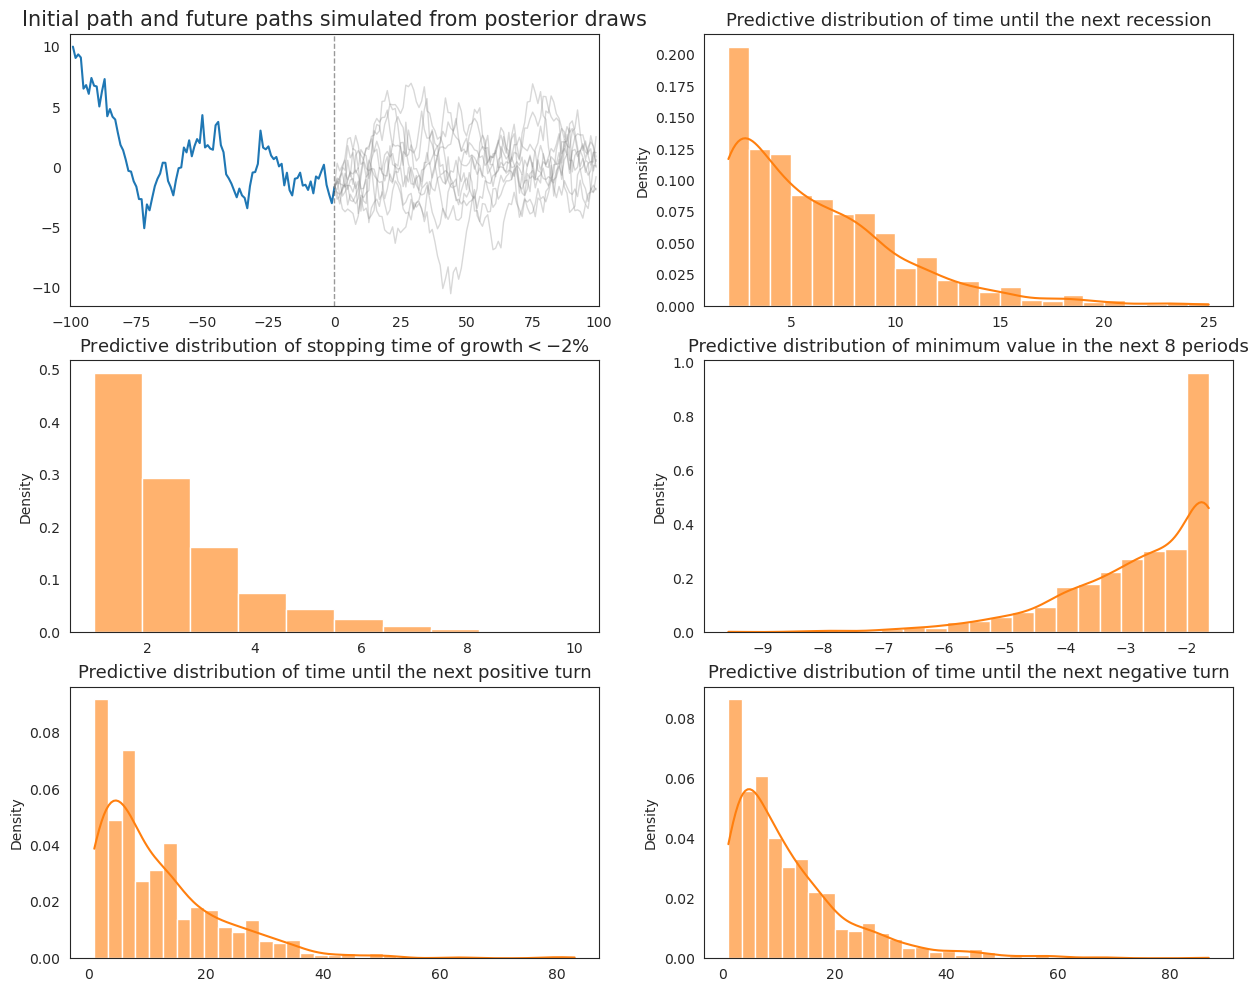 Initial path and future paths simulated from posterior draws
10
5
0
−5
−10
−100 −75 −50 −25 0 25 50 75 100
Predictive distribution of time until the next recession
Density
0.200
0.175
0.150
0.125
0.100
0.075
0.050
0.025
0.000
5 10 15 20 25
Predictive distribution of stopping time of growth < −2%
Density
0.5
0.4
0.3
0.2
0.1
0.0
2 4 6 8 10
Predictive distribution of minimum value in the next 8 periods
Density
1.0
0.8
0.6
0.4
0.2
0.0
−9 −8 −7 −6 −5 −4 −3 −2
Predictive distribution of time until the next positive turn
Density
0.08
0.06
0.04
0.02
0.00
0 20 40 60 80
Predictive distribution of time until the next negative turn
Density
0.08
0.06
0.04
0.02
0.00
0 20 40 60 80